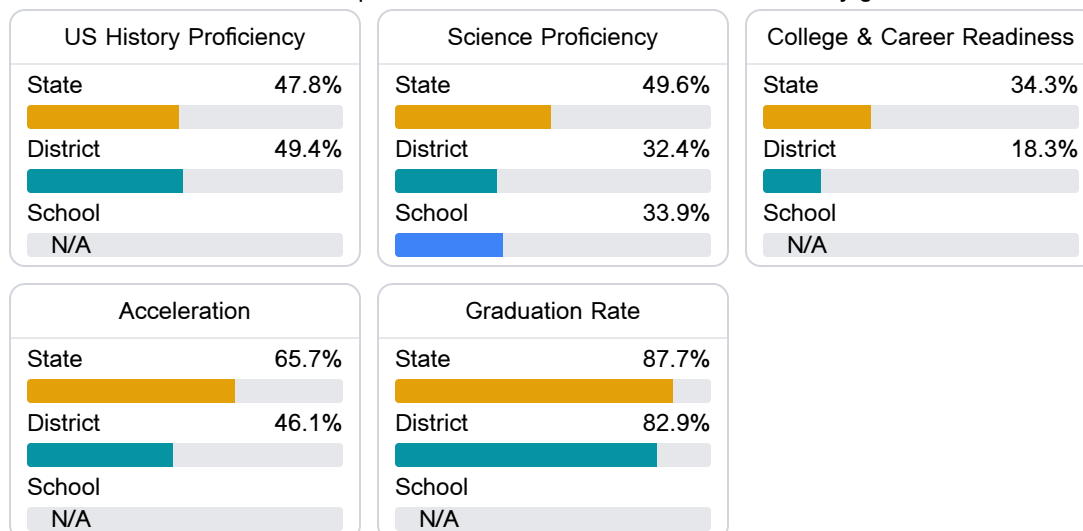 US History Proficiency
State 47.8%
District 49.4%
School
N/A
Science Proficiency
State 49.6%
District 32.4%
School 33.9%
College & Career Readiness
State 34.3%
District 18.3%
School
N/A
Acceleration
State 65.7%
District 46.1%
School
N/A
Graduation Rate
State 87.7%
District 82.9%
School
N/A